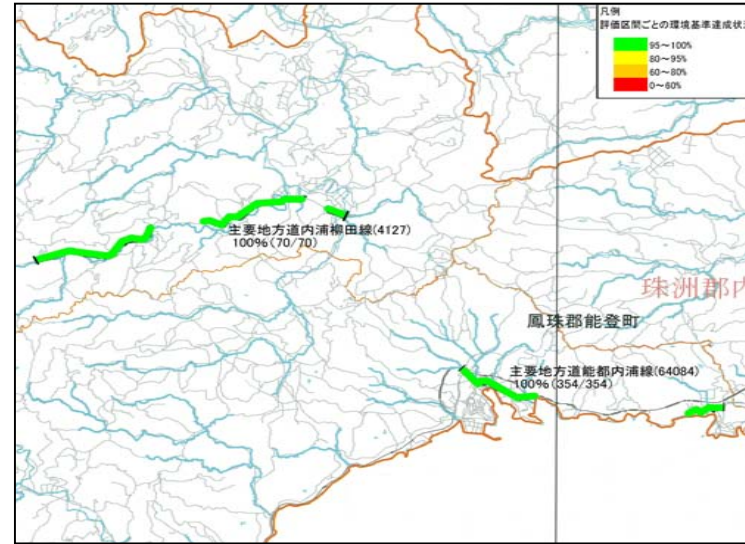 凡例
評価区間ごとの環境基準達成状
95～100%
80～95%
60～80%
0～60%
主要地方道内浦柳田線(4127)
100%(70/70)
珠洲郡内
鳳珠郡能登町
主要地方道能都内浦線(64084)
100%(354/354)